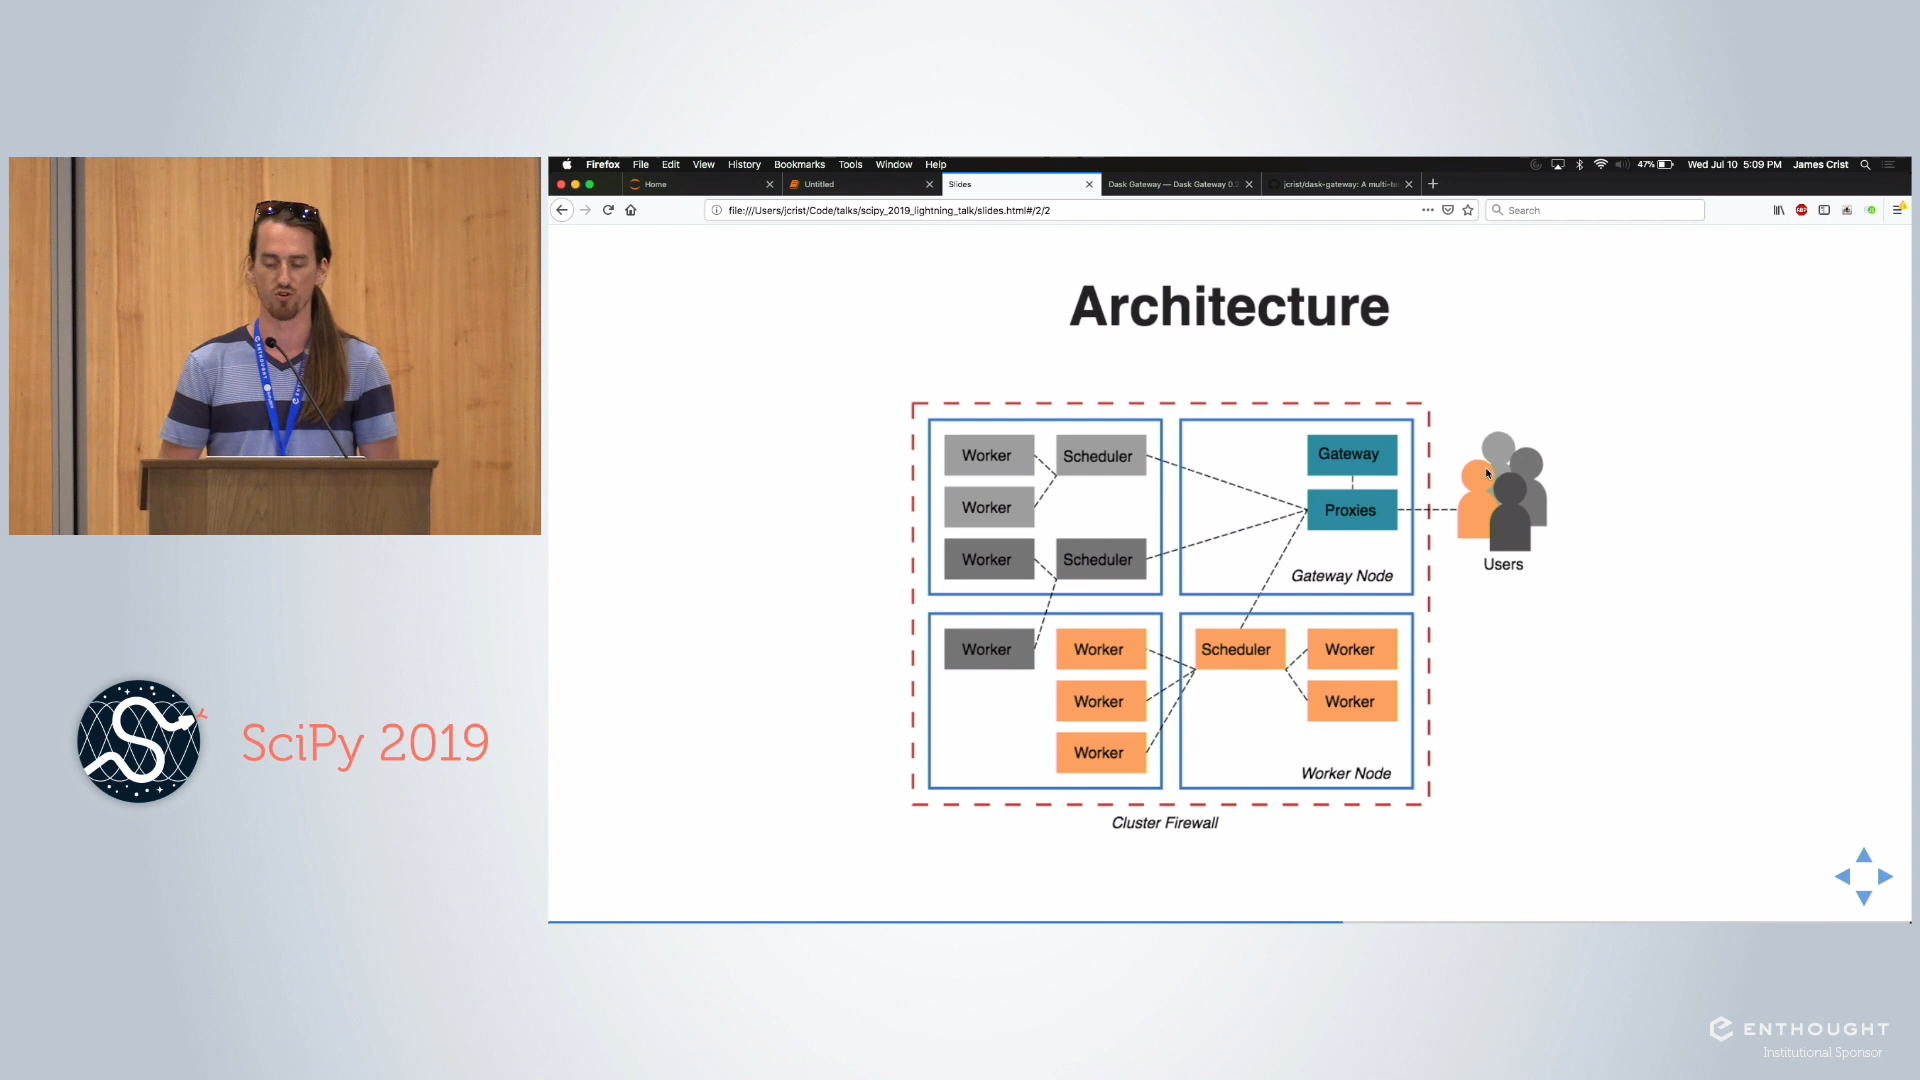 Firefox File Edit View History Bookmarks Tools Window Help
47% Wed Jul 10 5:09 PM James Crist
Home
Untitled
Slides
Dask Gateway — Dask Gateway 0.
jcrist/dask-gateway: A multi-te
file:///Users/jcrist/Code/talks/scipy_2019_lightning_talk/slides.html#/2/2
Search
Architecture
Worker
Scheduler
Worker
Worker
Scheduler
Gateway
Proxies
Gateway Node
Users
Worker
Worker
Worker
Worker
Scheduler
Worker
Worker
Worker Node
Cluster Firewall
ENTHOUGHT
SciPy 2019
ENTHOUGHT
Institutional Sponsor